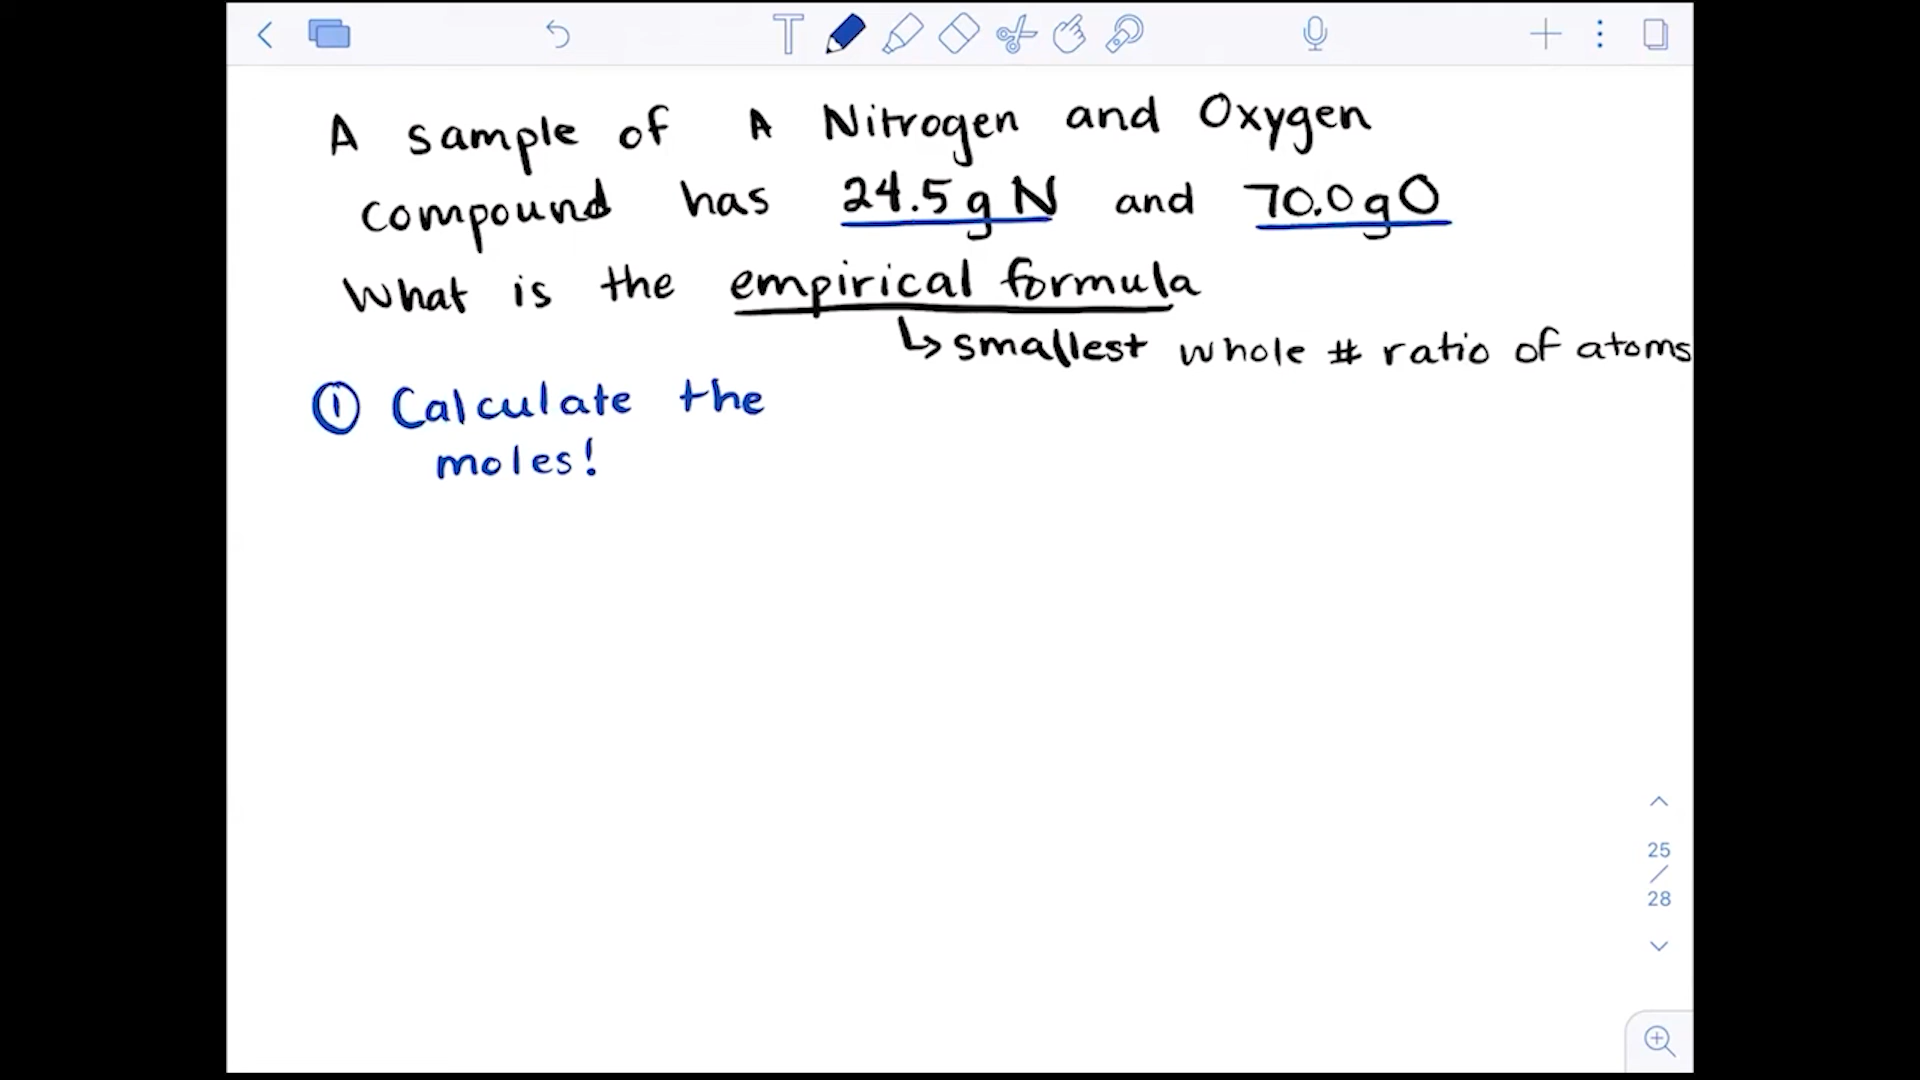 T
A sample of A Nitrogen and Oxygen
compound has 24.5 g N and 70.0 g O
What is the empirical formula
↳ smallest whole # ratio of atoms
① Calculate the
moles!
25
/
28